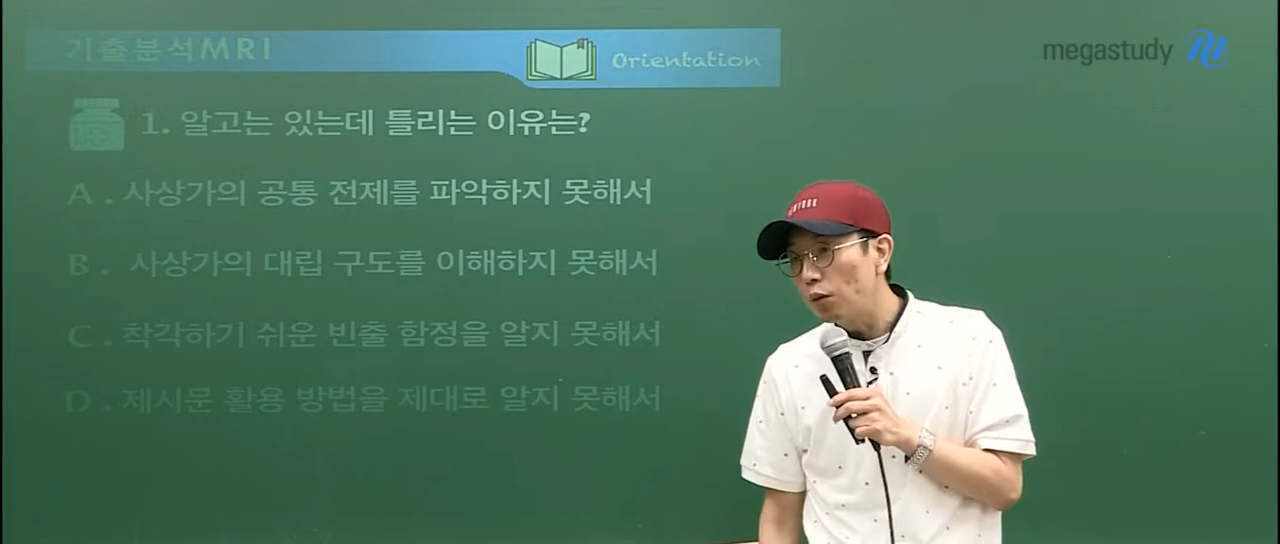 기출분석MRI
Orientation
megastudy
1. 알고는 있는데 틀리는 이유는?
A. 사상가의 공통 전제를 파악하지 못해서
B. 사상가의 대립 구도를 이해하지 못해서
C. 착각하기 쉬운 빈출 함정을 알지 못해서
D. 제시문 활용 방법을 제대로 알지 못해서